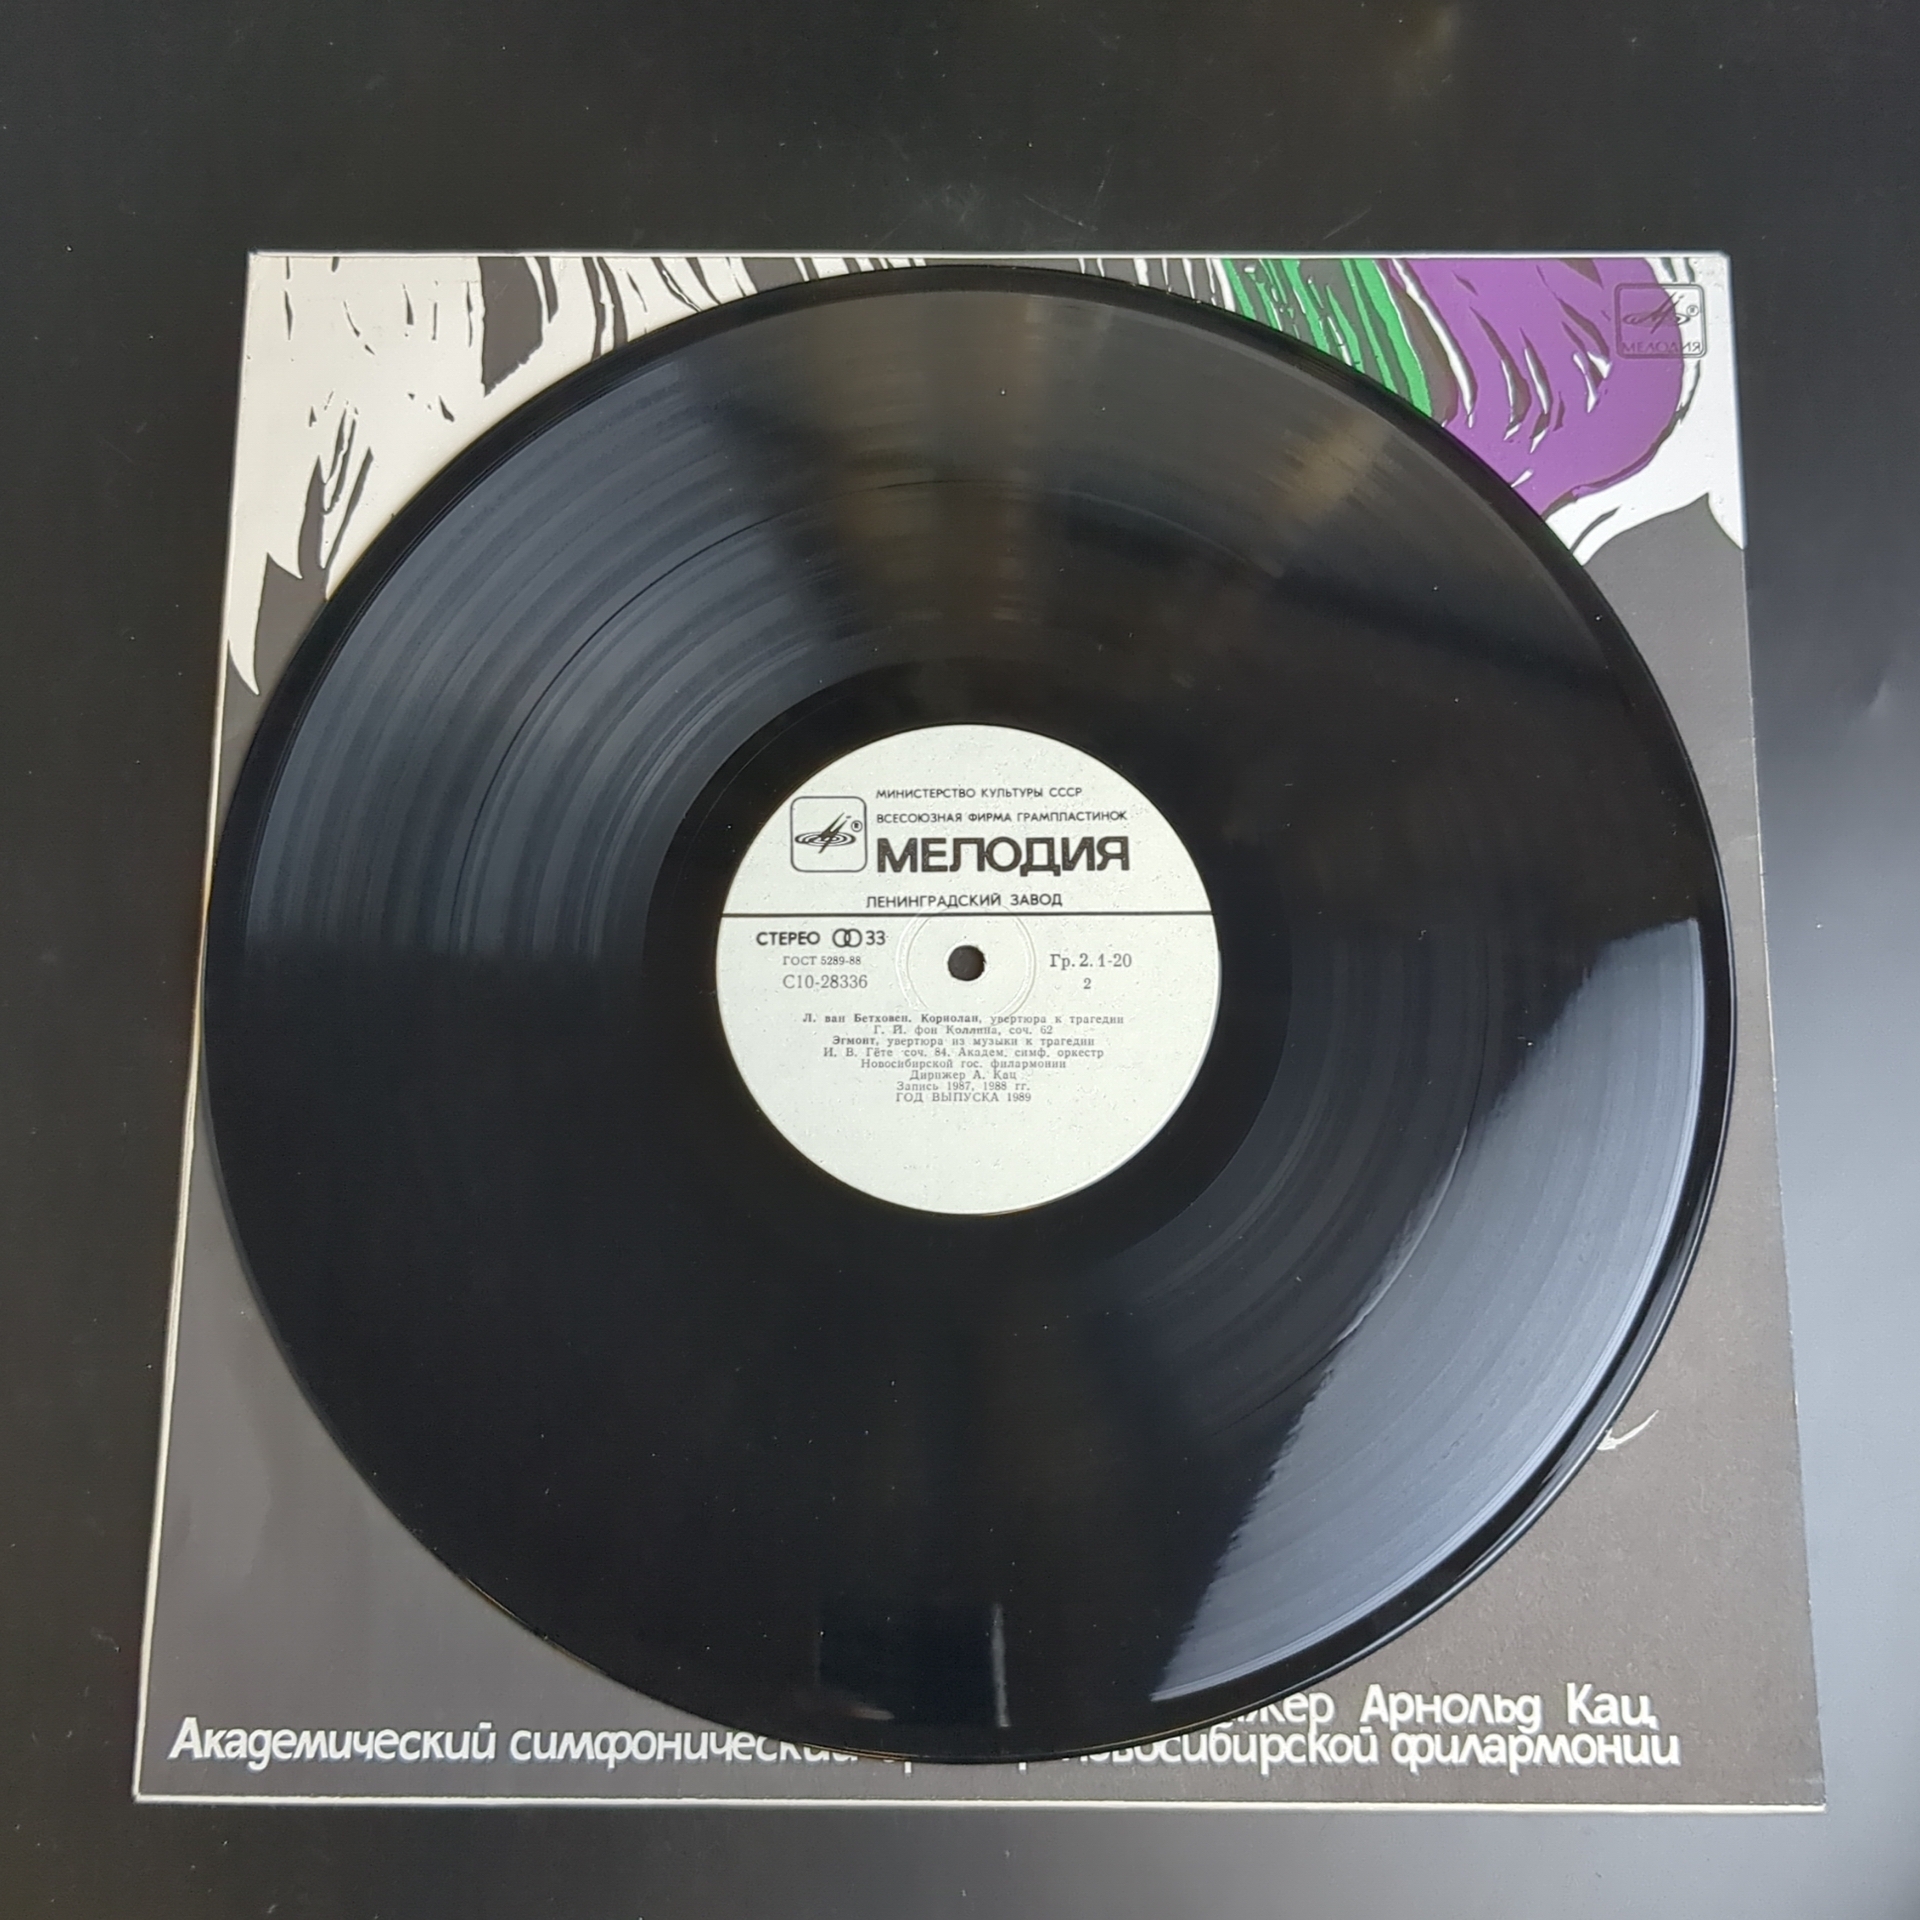 МЕЛОДИЯ
МИНИСТЕРСТВО КУЛЬТУРЫ СССР
ВСЕСОЮЗНАЯ ФИРМА ГРАМПЛАСТИНОК
МЕЛОДИЯ
ЛЕНИНГРАДСКИЙ ЗАВОД
СТЕРЕО 33
ГОСТ 5289-88
С10-28336
Гр. 2. 1-20
2
Л. ван Бетховен. Кориолан, увертюра к трагедии
Г. Й. фон Коллина, соч. 62
Эгмонт, увертюра из музыки к трагедии
И. В. Гёте соч. 84. Академ. симф. оркестр
Новосибирской гос. филармонии
Дирижер А. Кац
Запись 1987, 1988 гг.
ГОД ВЫПУСКА 1989
Арнольд Кац
Академический симфонический филармонии